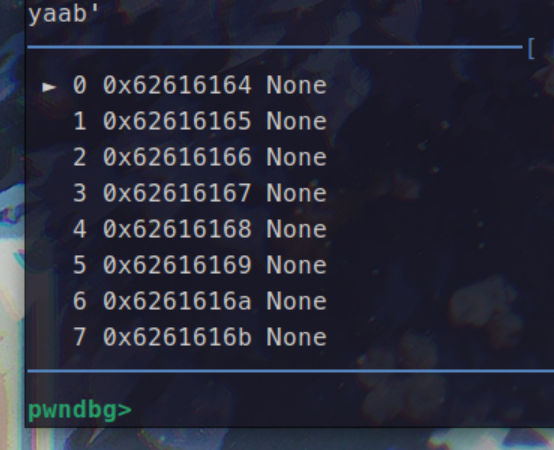 yaab'
[
► 0 0x62616164 None
1 0x62616165 None
2 0x62616166 None
3 0x62616167 None
4 0x62616168 None
5 0x62616169 None
6 0x6261616a None
7 0x6261616b None
pwndbg>